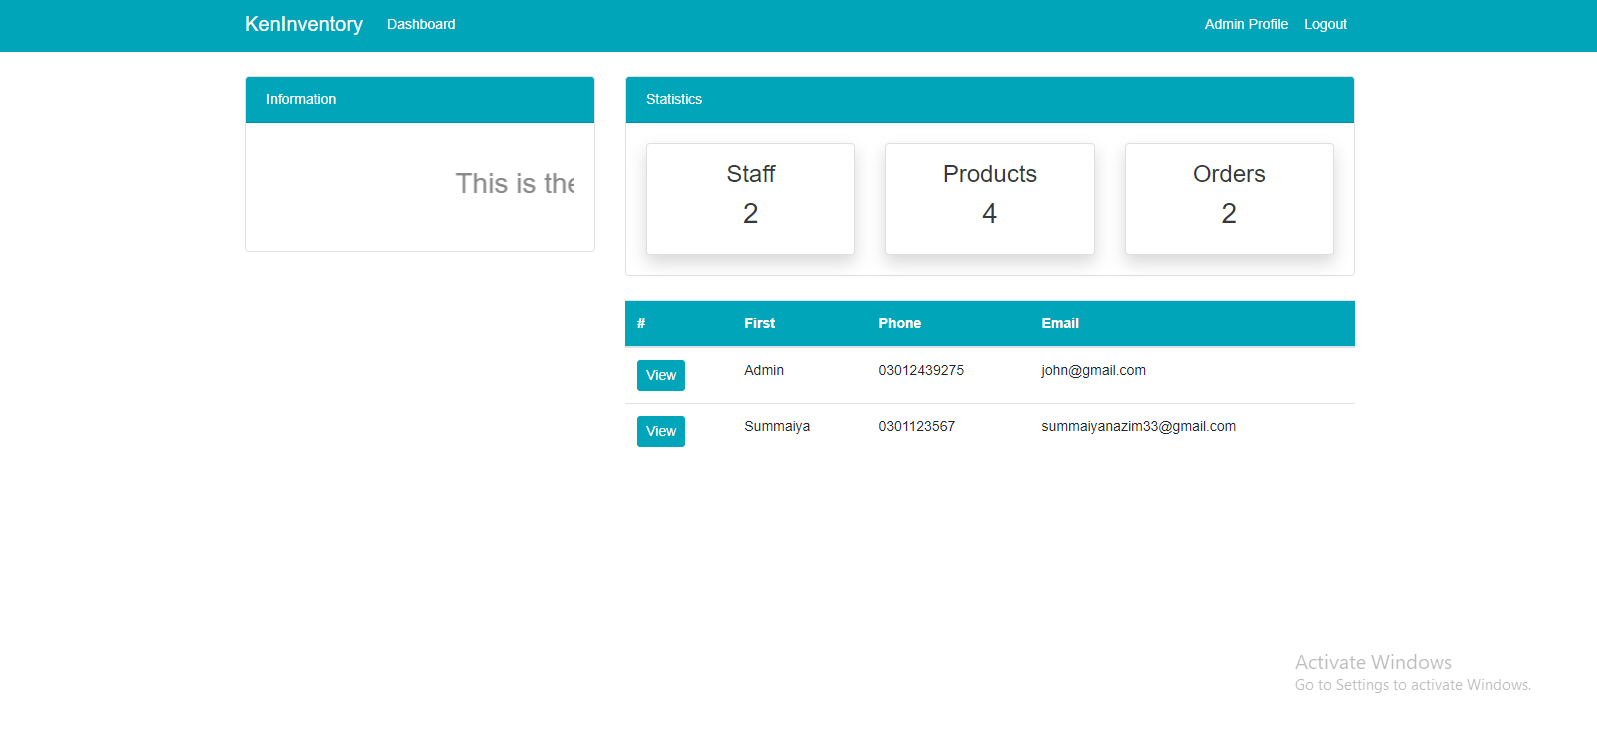 KenInventory Dashboard Admin Profile Logout
Information
This is the
Statistics
Staff
2
Products
4
Orders
2
# First Phone Email
View Admin 03012439275 john@gmail.com
View Summaiya 0301123567 summaiyanazim33@gmail.com
Activate Windows
Go to Settings to activate Windows.